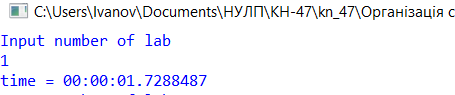 C:\Users\Ivanov\Documents\НУЛП\КН-47\kn_47\Організація с
Input number of lab
1
time = 00:00:01.7288487